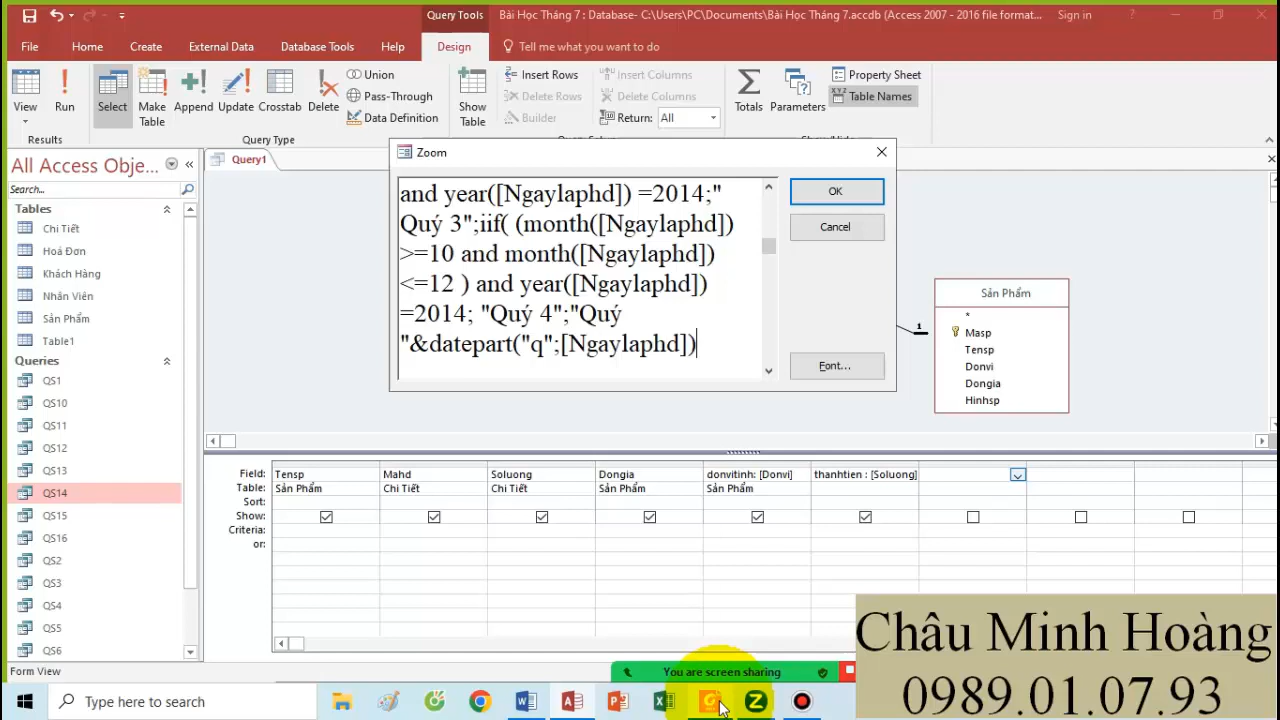 Query Tools
Bài Học Tháng 7 : Database- C:\Users\PC\Documents\Bài Học Tháng 7.accdb (Access 2007 - 2016 file format...
Sign in
File
Home
Create
External Data
Database Tools
Help
Design
Tell me what you want to do
View
Run
Select
Make Table
Append
Update
Crosstab
Delete
Union
Pass-Through
Data Definition
Show Table
Insert Rows
Delete Rows
Builder
Insert Columns
Delete Columns
Return: All
Totals
Parameters
Property Sheet
Table Names
Results
Query Type
All Access Obje...
Search...
Tables
Chi Tiết
Hoá Đơn
Khách Hàng
Nhân Viên
Sản Phẩm
Table1
Queries
QS1
QS10
QS11
QS12
QS13
QS14
QS15
QS16
QS2
QS3
QS4
QS5
QS6
Query1
Zoom
and year([Ngaylaphd]) =2014;"
Quý 3";iif( (month([Ngaylaphd])
>=10 and month([Ngaylaphd])
<=12 ) and year([Ngaylaphd])
=2014; "Quý 4";"Quý
"&datepart("q";[Ngaylaphd])
OK
Cancel
Font...
1
Sản Phẩm
*
Masp
Tensp
Donvi
Dongia
Hinhsp
Field: Tensp Mahd Soluong Dongia donvitinh: [Donvi] thanhtien : [Soluong]
Table: Sản Phẩm Chi Tiết Chi Tiết Sản Phẩm Sản Phẩm
Sort:
Show:
Criteria:
or:
Form View
You are screen sharing
Type here to search
Châu Minh Hoàng
0989.01.07.93